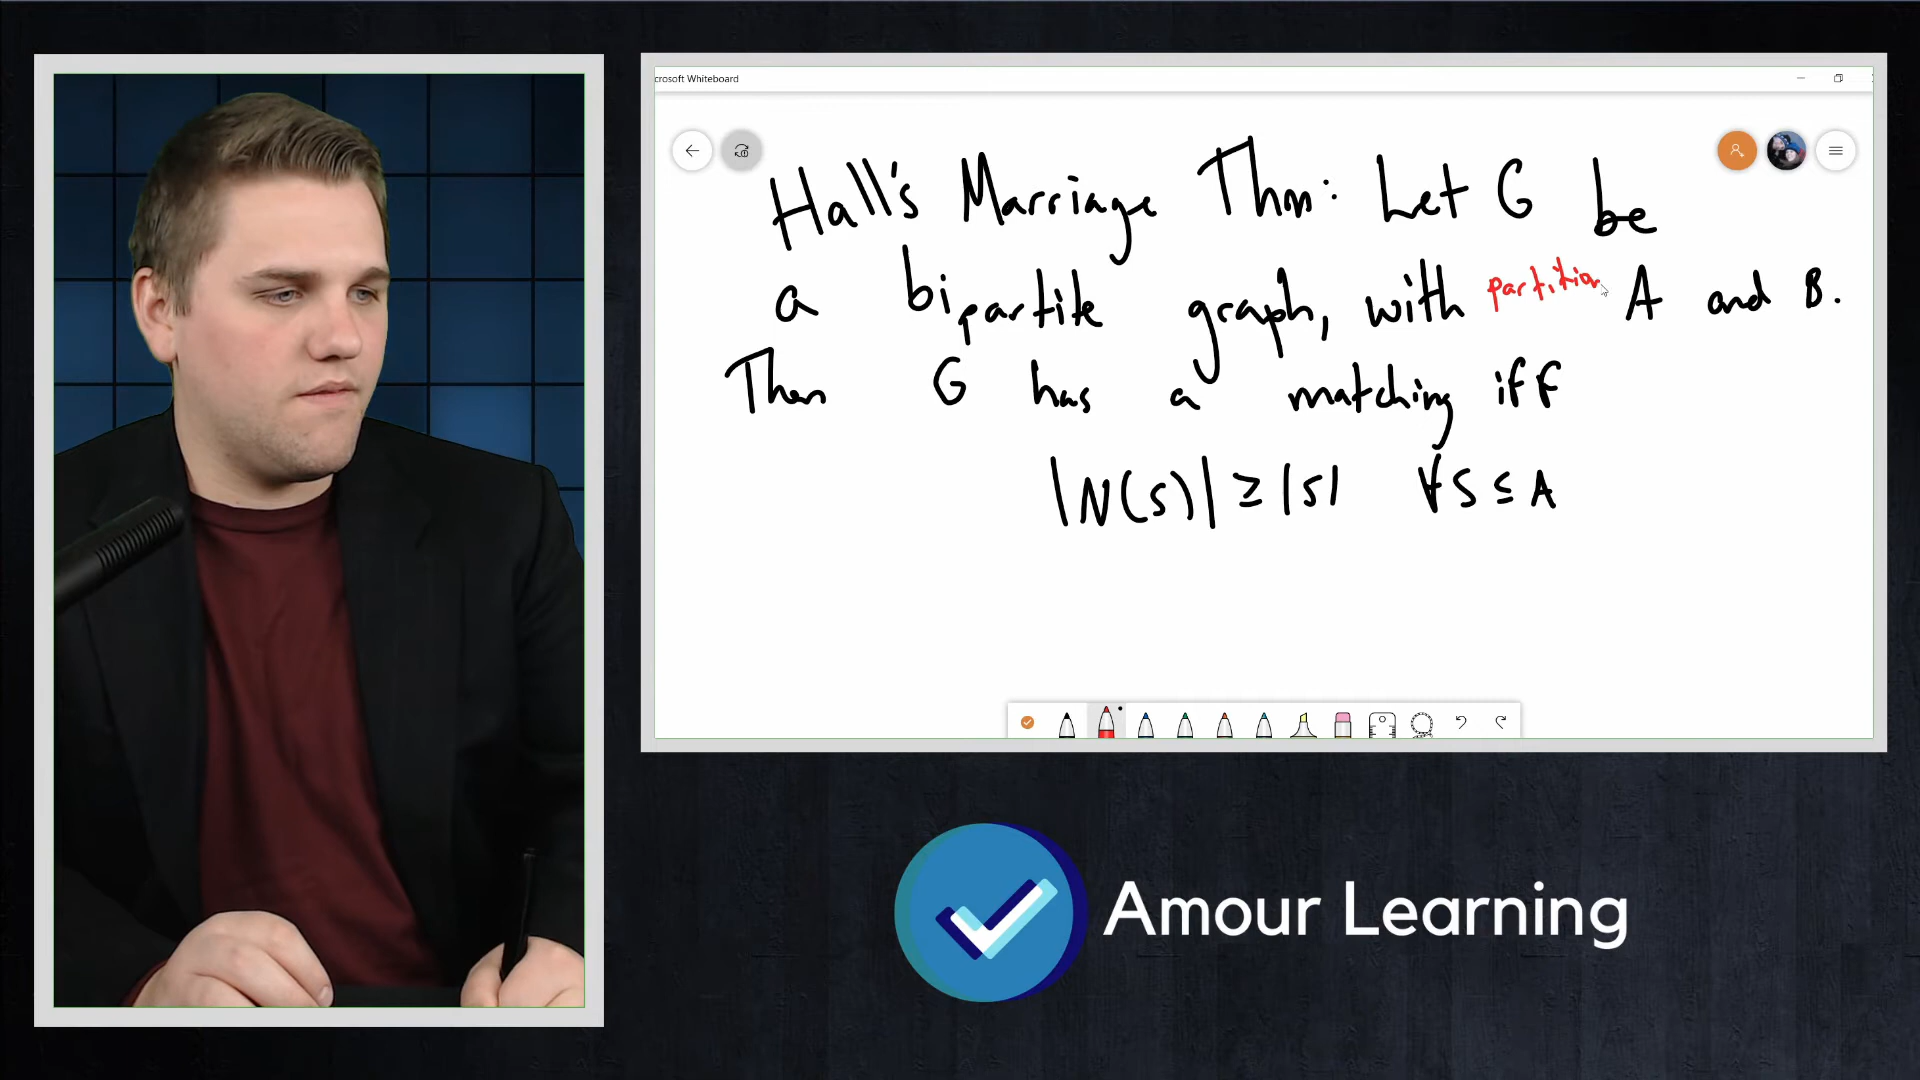 crosoft Whiteboard
Hall's Marriage Thm: Let G be
a bipartite graph, with partition A and B.
Then G has a matching iff
|N(S)| ≥ |S| ∀S ⊆ A
Amour Learning